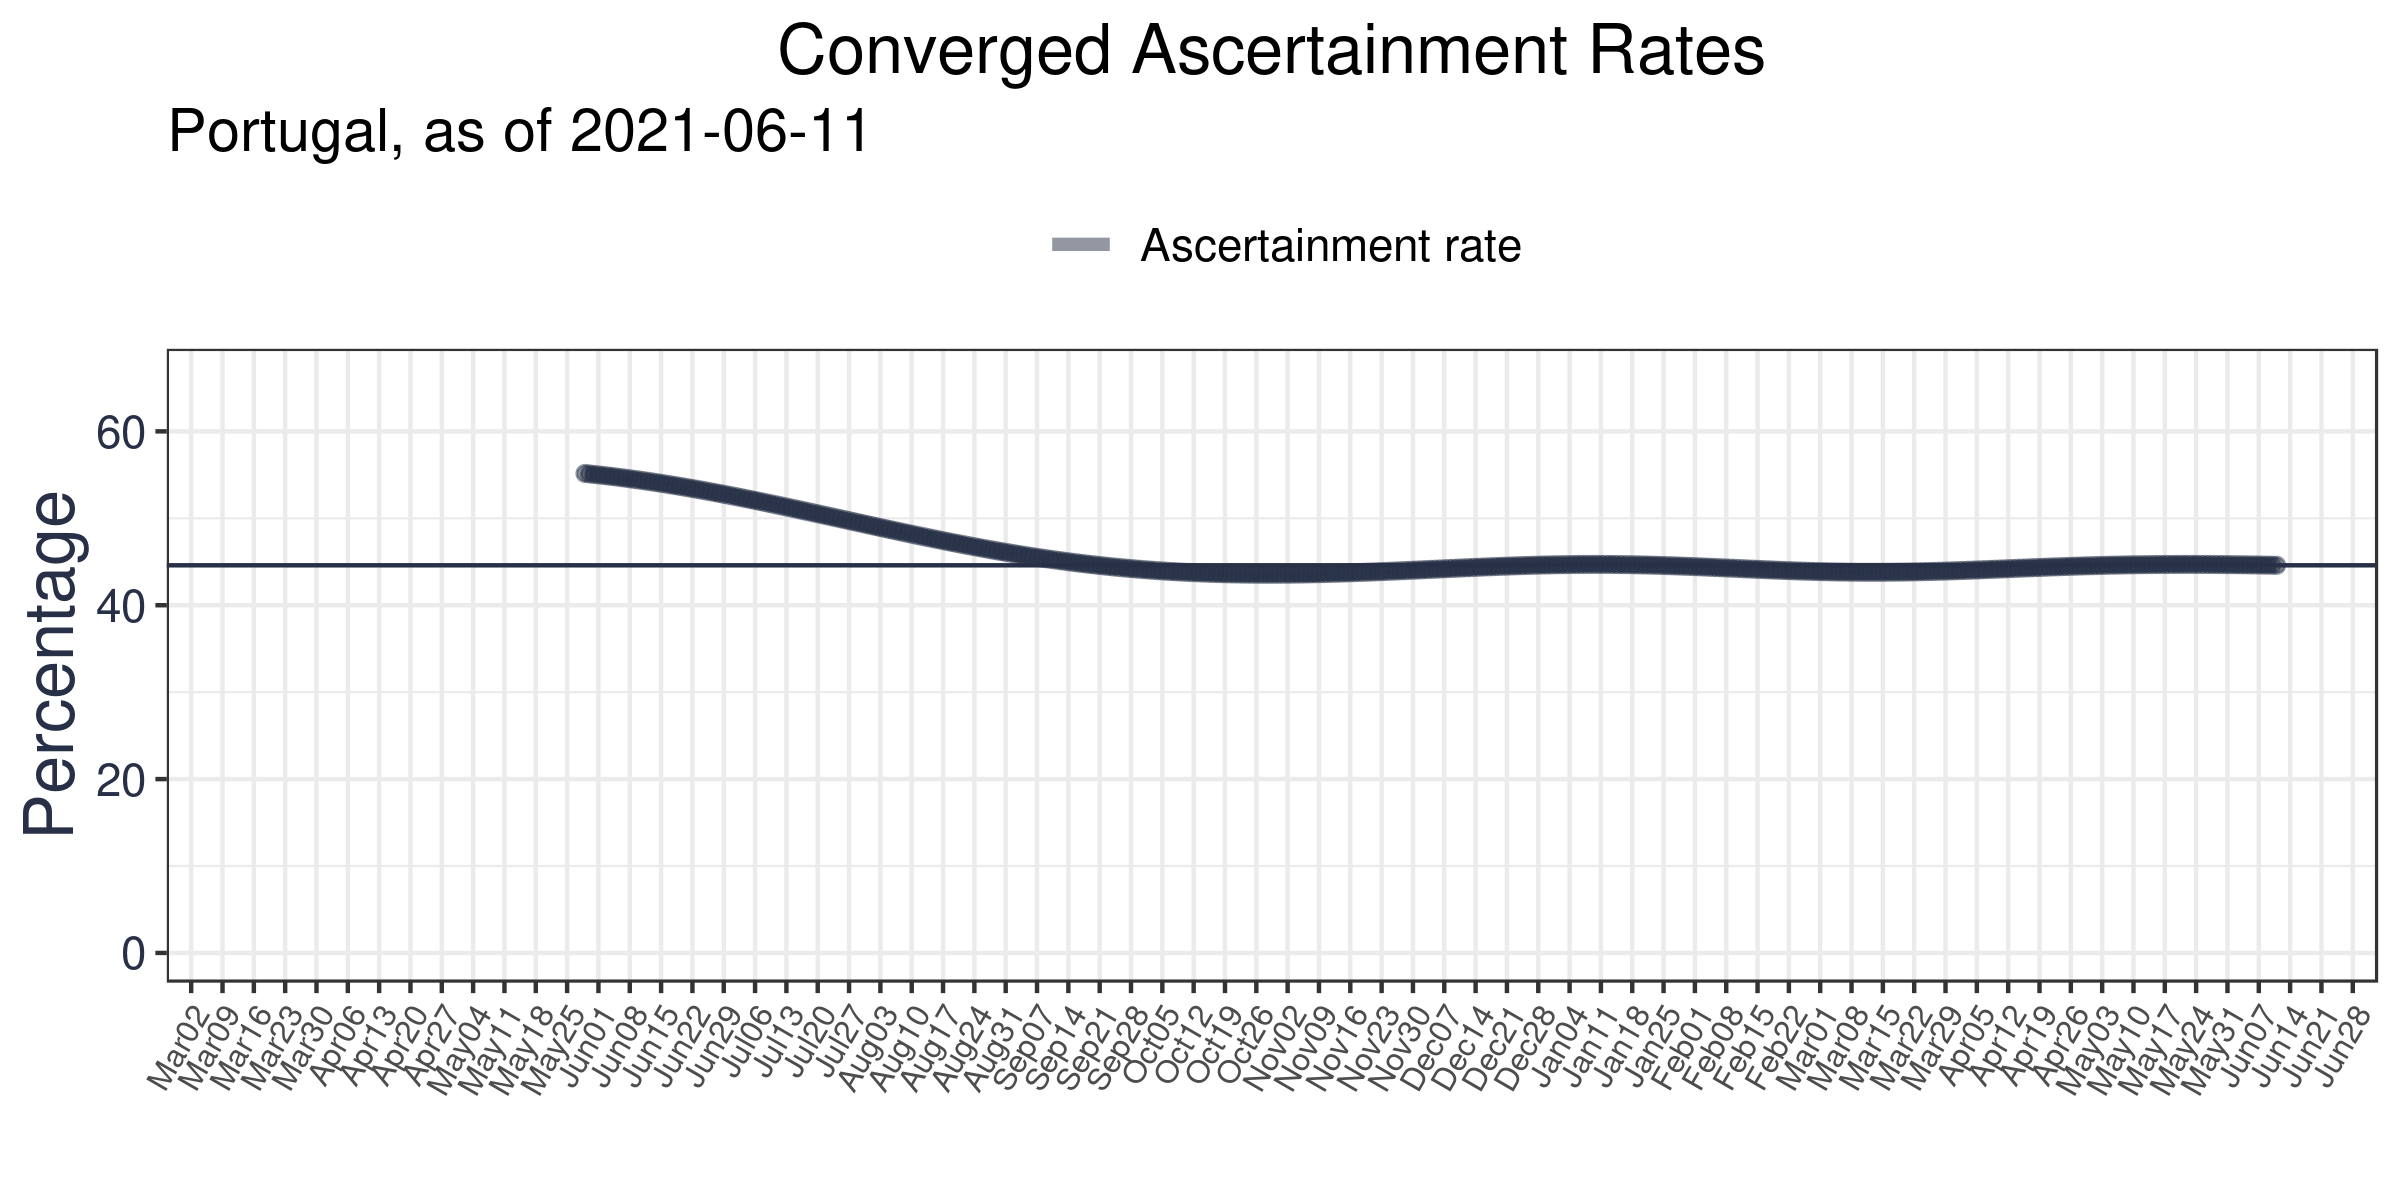 Converged Ascertainment Rates
Portugal, as of 2021-06-11
Ascertainment rate
Percentage
60
40
20
0
Mar02 Mar09 Mar16 Mar23 Mar30 Apr06 Apr13 Apr20 Apr27 May04 May11 May18 May25 Jun01 Jun08 Jun15 Jun22 Jun29 Jul06 Jul13 Jul20 Jul27 Aug03 Aug10 Aug17 Aug24 Aug31 Sep07 Sep14 Sep21 Sep28 Oct05 Oct12 Oct19 Oct26 Nov02 Nov09 Nov16 Nov23 Nov30 Dec07 Dec14 Dec21 Dec28 Jan04 Jan11 Jan18 Jan25 Feb01 Feb08 Feb15 Feb22 Mar01 Mar08 Mar15 Mar22 Mar29 Apr05 Apr12 Apr19 Apr26 May03 May10 May17 May24 May31 Jun07 Jun14 Jun21 Jun28